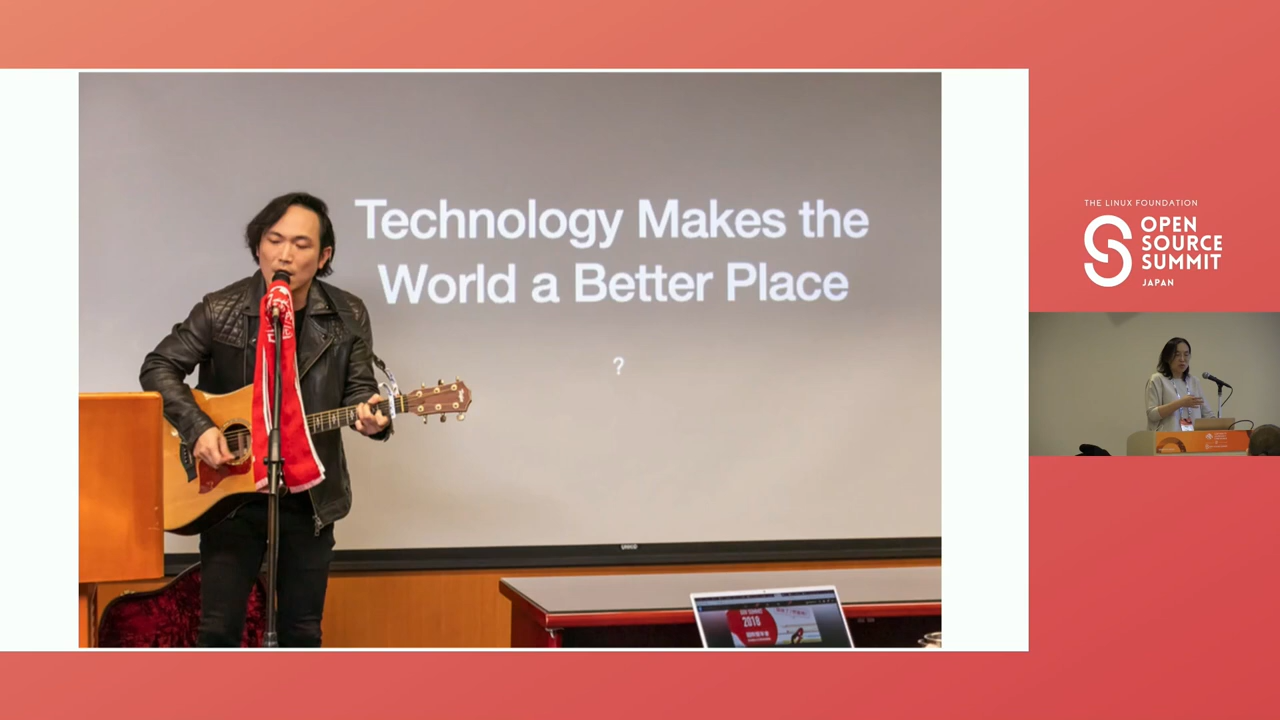 Technology Makes the
World a Better Place
?
THE LINUX FOUNDATION
OPEN
SOURCE
SUMMIT
JAPAN
2018